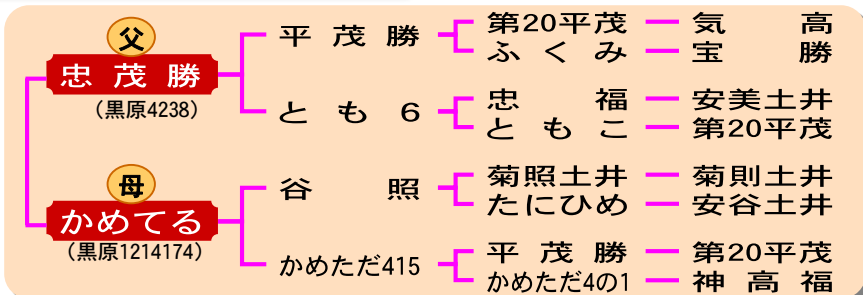 父
忠茂勝
(黒原4238)
平茂勝
第20平茂
気高
ふくみ
宝勝
とも6
忠福
安美土井
ともこ
第20平茂
母
かめてる
(黒原1214174)
谷照
菊照土井
菊則土井
たにひめ
安谷土井
かめただ415
平茂勝
第20平茂
かめただ4の1
神高福